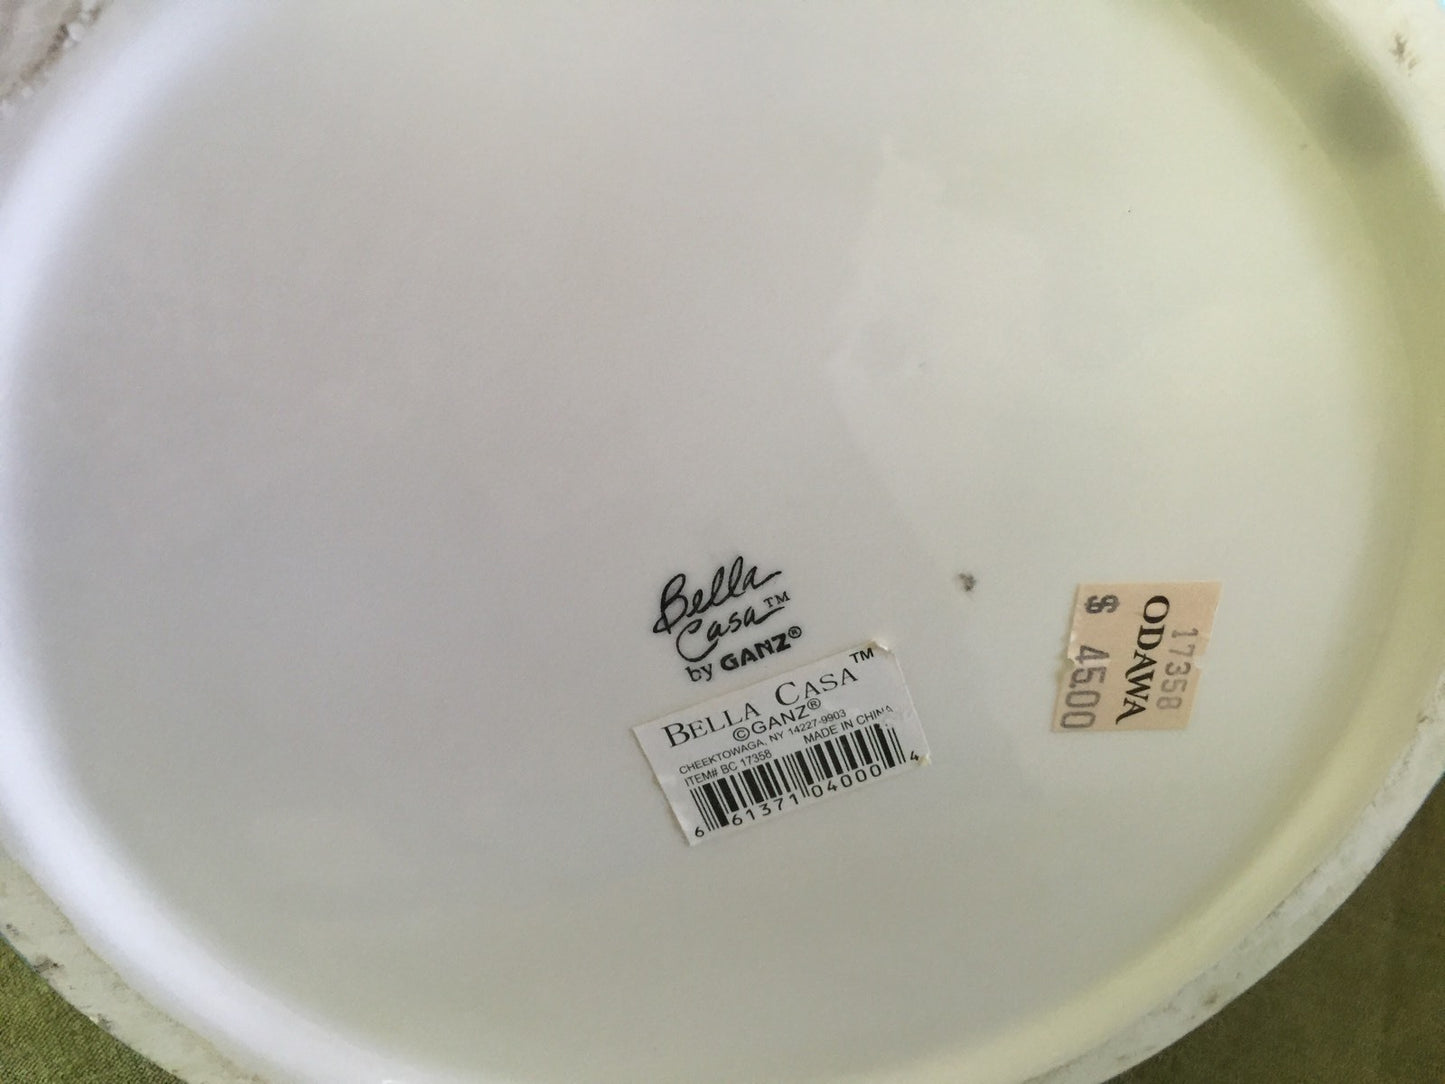 Bella
Casa™
by GANZ®
BELLA CASA™
©GANZ®
CHEEKTOWAGA, NY 14227-9903
ITEM# BC 17358 MADE IN CHINA
6 61371 04000 4
17358
ODAWA
$ 45.00